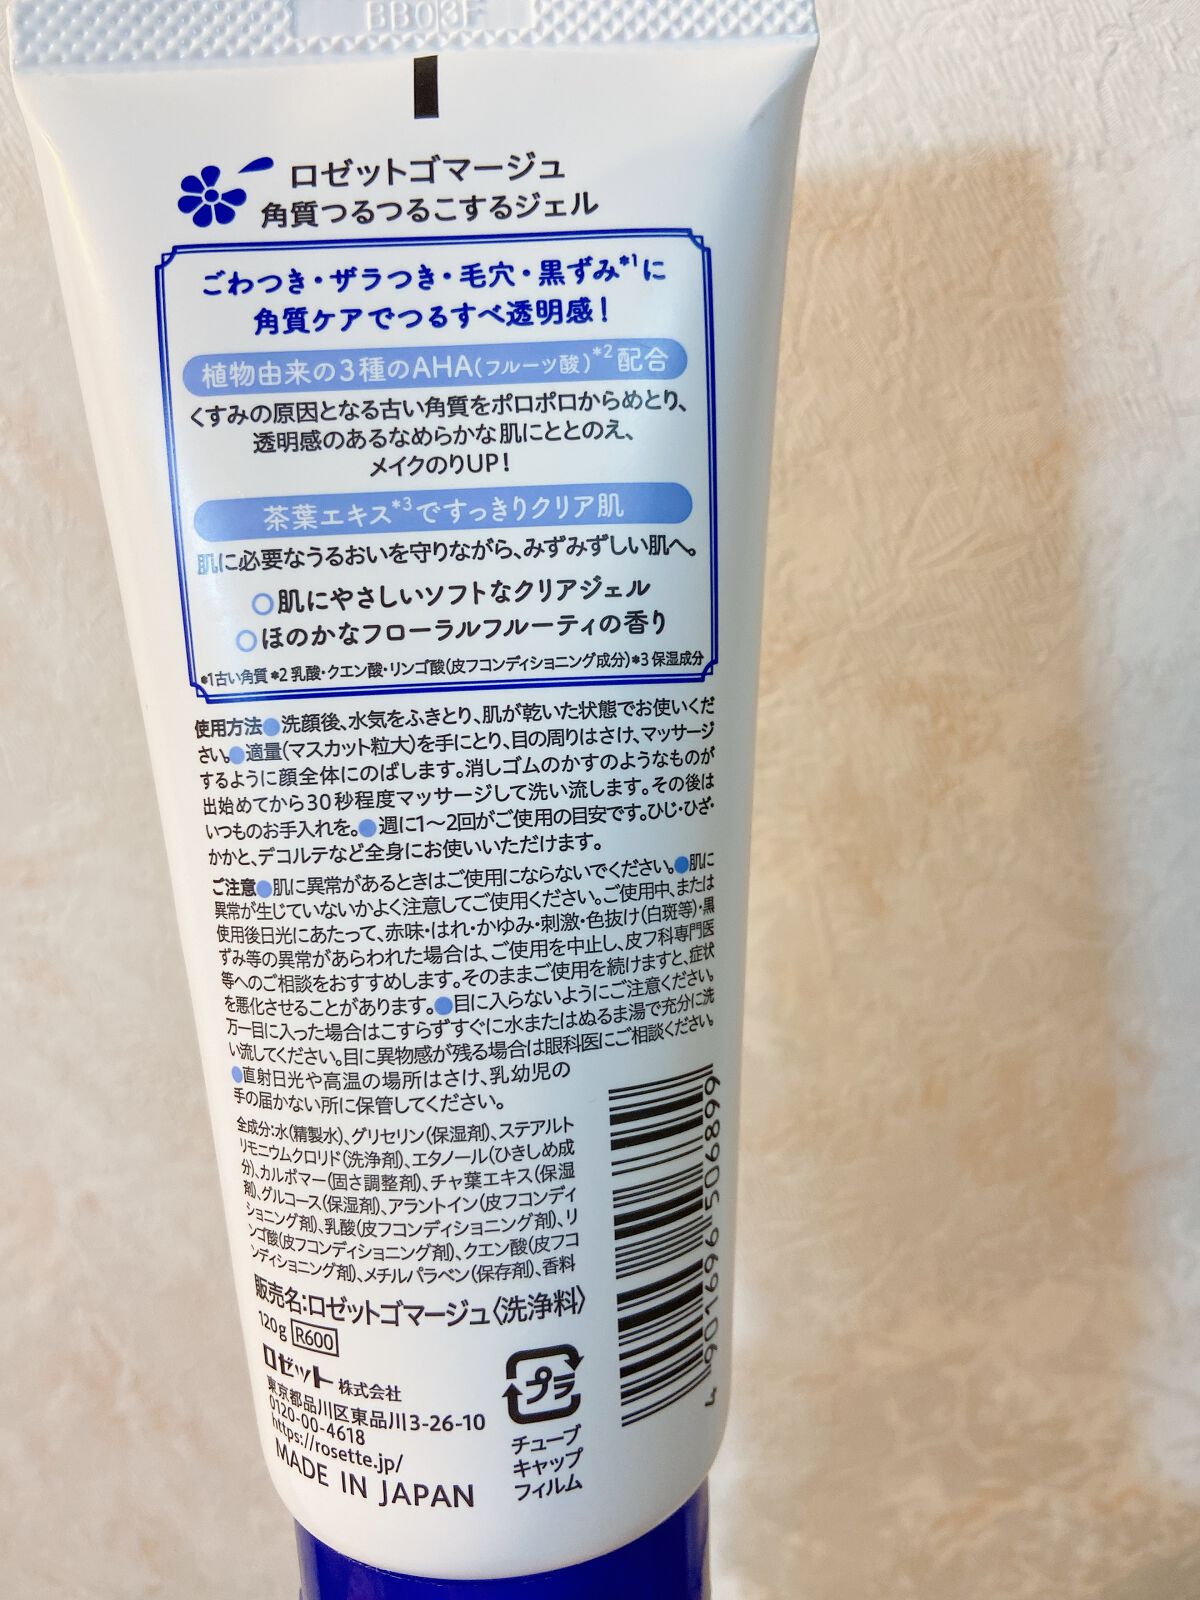 BB03F
ロゼットゴマージュ
角質つるつるこするジェル
ごわつき・ザラつき・毛穴・黒ずみ*1に
角質ケアでつるすべ透明感！
植物由来の3種のAHA(フルーツ酸)*2配合
くすみの原因となる古い角質をポロポロからめとり、
透明感のあるなめらかな肌にととのえ、
メイクのりUP！
茶葉エキス*3ですっきりクリア肌
肌に必要なうるおいを守りながら、みずみずしい肌へ。
○肌にやさしいソフトなクリアジェル
○ほのかなフローラルフルーティの香り
*1古い角質 *2 乳酸・クエン酸・リンゴ酸(皮フコンディショニング成分)*3 保湿成分
使用方法●洗顔後、水気をふきとり、肌が乾いた状態でお使いくだ
さい。●適量(マスカット粒大)を手にとり、目の周りはさけ、マッサージ
するように顔全体にのばします。消しゴムのかすのようなものが
出始めてから30秒程度マッサージして洗い流します。その後は
いつものお手入れを。●週に1～2回がご使用の目安です。ひじ・ひざ・
かかと、デコルテなど全身にお使いいただけます。
ご注意●肌に異常があるときはご使用にならないでください。●肌に
異常が生じていないかよく注意してご使用ください。ご使用中、または
使用後日光にあたって、赤味・はれ・かゆみ・刺激・色抜け(白斑等)・黒
ずみ等の異常があらわれた場合は、ご使用を中止し、皮フ科専門医
等へのご相談をおすすめします。そのままご使用を続けますと、症状
を悪化させることがあります。●目に入らないようにご注意ください。
万一目に入った場合はこすらずすぐに水またはぬるま湯で充分に洗
い流してください。目に異物感が残る場合は眼科医にご相談ください。
●直射日光や高温の場所はさけ、乳幼児の
手の届かない所に保管してください。
全成分:水(精製水)、グリセリン(保湿剤)、ステアルト
リモニウムクロリド(洗浄剤)、エタノール(ひきしめ成
分)、カルボマー(固さ調整剤)、チャ葉エキス(保湿
剤)、グルコース(保湿剤)、アラントイン(皮フコンディ
ショニング剤)、乳酸(皮フコンディショニング剤)、リ
ンゴ酸(皮フコンディショニング剤)、クエン酸(皮フコ
ンディショニング剤)、メチルパラベン(保存剤)、香料
販売名:ロゼットゴマージュ〈洗浄料〉
120g R600
ロゼット 株式会社
東京都品川区東品川3-26-10
0120-00-4618
https://rosette.jp/
MADE IN JAPAN
プラ
チューブ
キャップ
フィルム
4 901696 506899